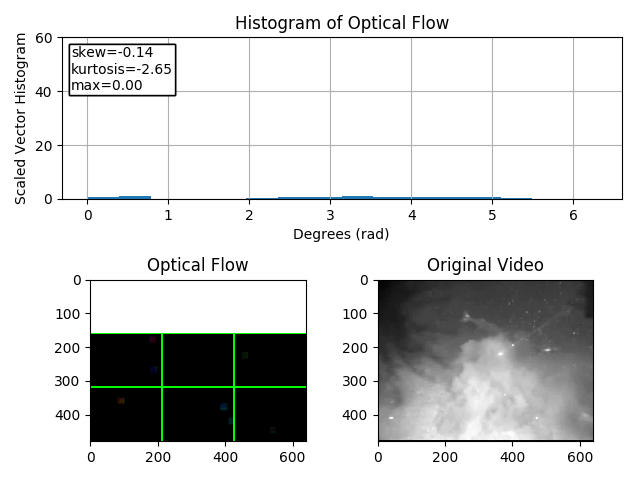 Histogram of Optical Flow
Scaled Vector Histogram
60
40
20
0
skew=-0.14
kurtosis=-2.65
max=0.00
0 1 2 3 4 5 6
Degrees (rad)
Optical Flow
0
100
200
300
400
0 200 400 600
Original Video
0
100
200
300
400
0 200 400 600